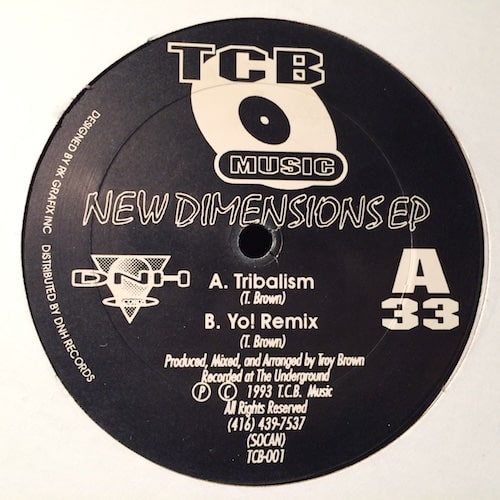 TCB
MUSIC
NEW DIMENSIONS EP
DNH
A. Tribalism
(T. Brown)
B. Yo! Remix
(T. Brown)
A
33
Produced, Mixed, and Arranged by Troy Brown
Recorded at The Underground
Ⓟ © 1993 T.C.B. Music
All Rights Reserved
(416) 439-7537
(SOCAN)
TCB-001
DESIGNED BY RK GRAFIX INC
DISTRIBUTED BY DNH RECORDS